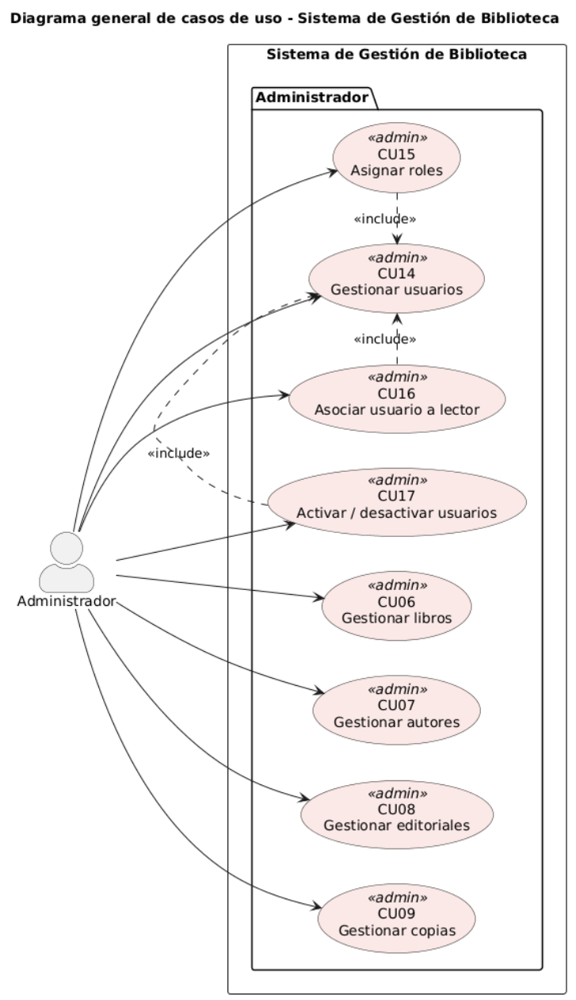 Diagrama general de casos de uso - Sistema de Gestión de Biblioteca
Sistema de Gestión de Biblioteca
Administrador
«admin»
CU15
Asignar roles
«include»
«admin»
CU14
Gestionar usuarios
«include»
«admin»
CU16
Asociar usuario a lector
«include»
«admin»
CU17
Activar / desactivar usuarios
Administrador
«admin»
CU06
Gestionar libros
«admin»
CU07
Gestionar autores
«admin»
CU08
Gestionar editoriales
«admin»
CU09
Gestionar copias